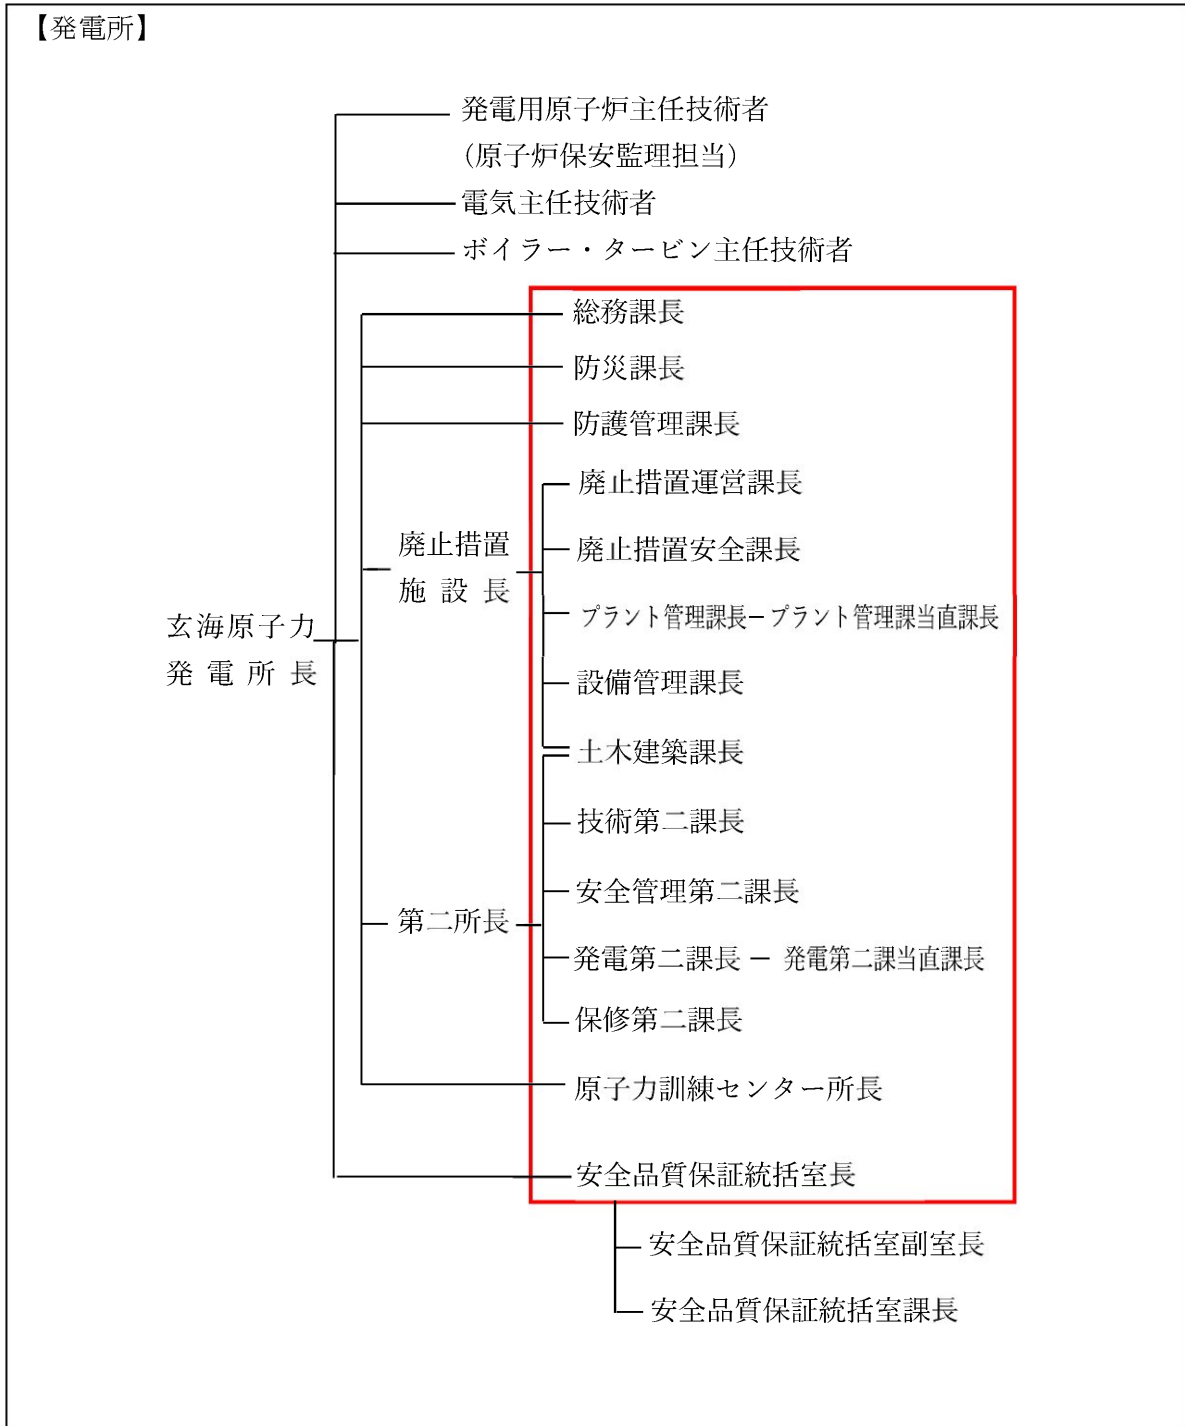 【発電所】
発電用原子炉主任技術者
(原子炉保安監理担当)
電気主任技術者
ボイラー・タービン主任技術者
総務課長
防災課長
防護管理課長
廃止措置運営課長
廃止措置安全課長
廃止措置
施設長
プラント管理課長－プラント管理課当直課長
玄海原子力
発電所長
設備管理課長
土木建築課長
技術第二課長
安全管理第二課長
第二所長
発電第二課長 － 発電第二課当直課長
保修第二課長
原子力訓練センター所長
安全品質保証統括室長
安全品質保証統括室副室長
安全品質保証統括室課長